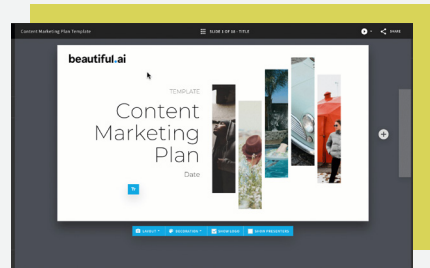 Content Marketing Plan Template
SLIDE 1 OF 18 - TITLE
SHARE
beautiful.ai
TEMPLATE
Content
Marketing
Plan
Date
LAYOUT
DECORATION
SHOW LOGO
SHOW PRESENTERS